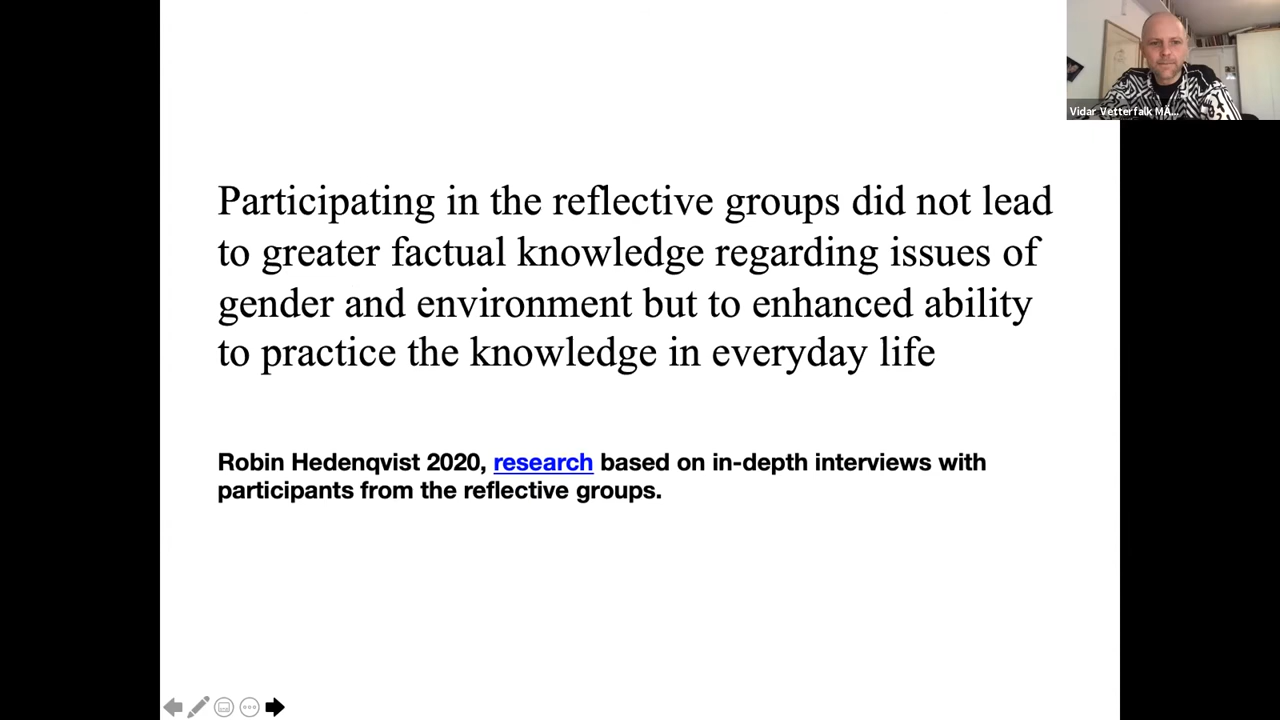 Vidar Vetterfalk MÄ...
Participating in the reflective groups did not lead
to greater factual knowledge regarding issues of
gender and environment but to enhanced ability
to practice the knowledge in everyday life
Robin Hedenqvist 2020, research based on in-depth interviews with
participants from the reflective groups.